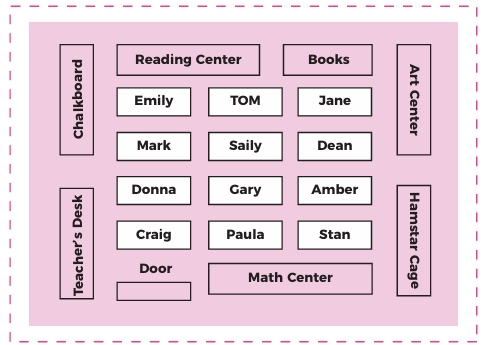 Reading Center
Books
Chalkboard
Art Center
Emily
TOM
Jane
Mark
Saily
Dean
Teacher's Desk
Hamstar Cage
Donna
Gary
Amber
Craig
Paula
Stan
Door
Math Center